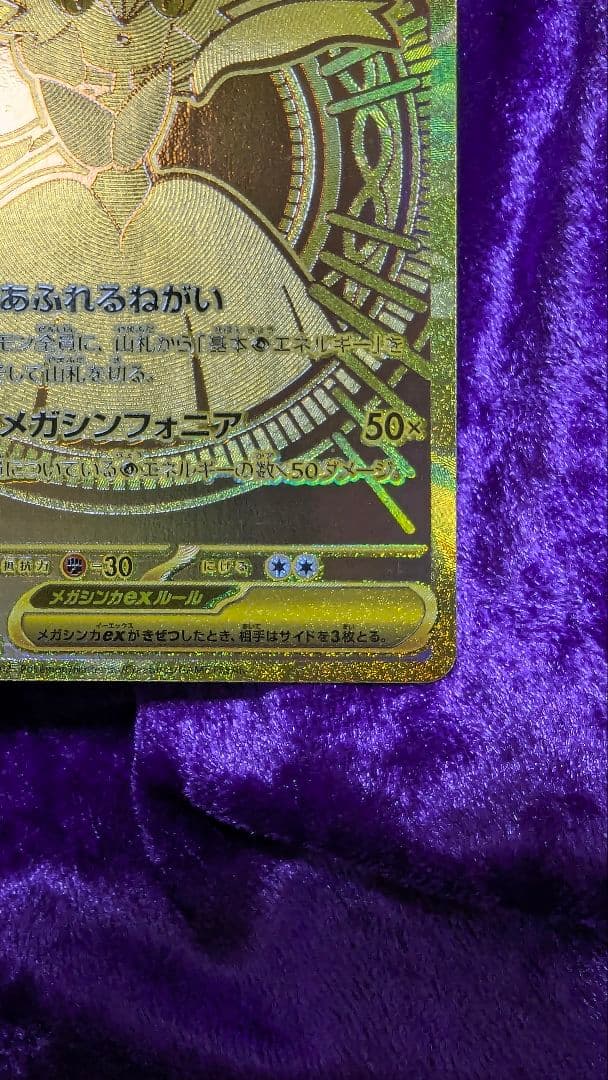 あふれるねがい
モン全員に、山札から「基本エネルギー」を
して山札を切る。
メガシンフォニア 50×
についているエネルギーの数×50ダメージ。
抵抗力 -30 にげる
メガシンカexルール
メガシンカexがきぜつしたとき、相手はサイドを3枚とる。